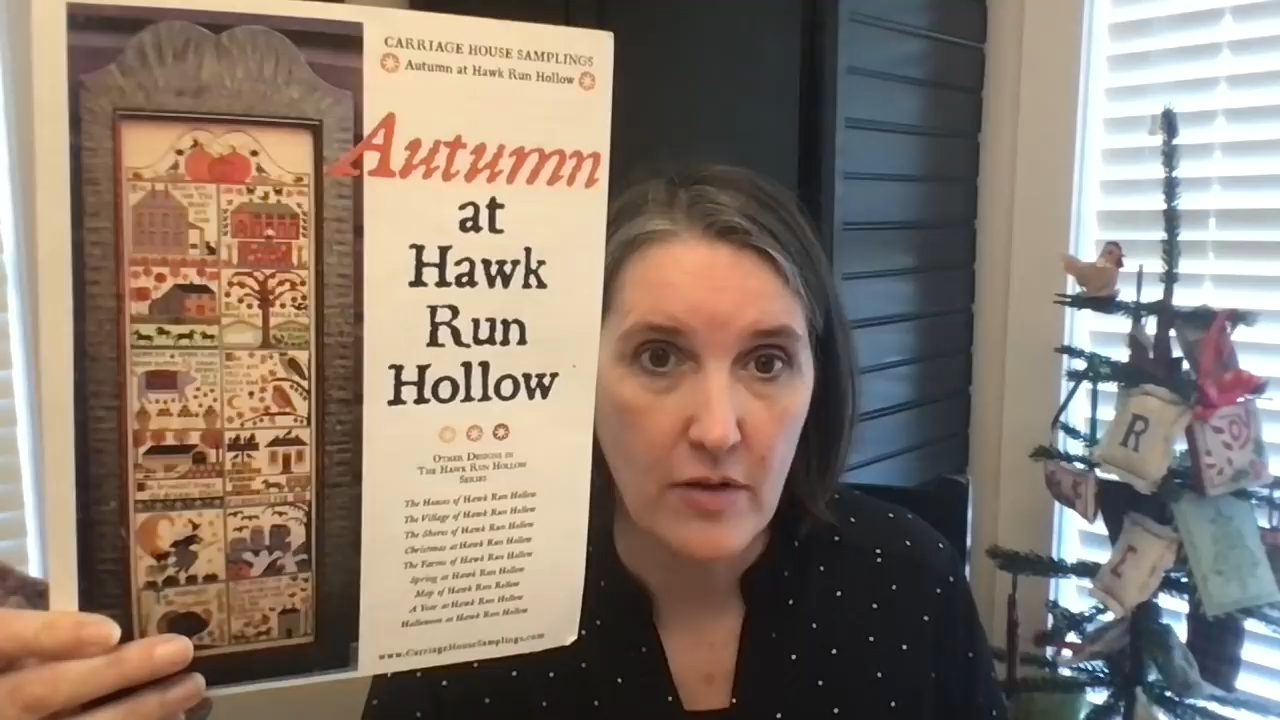 CARRIAGE HOUSE SAMPLINGS
Autumn at Hawk Run Hollow
Autumn
at
Hawk
Run
Hollow
OTHER DESIGNS IN
THE HAWK RUN HOLLOW
SERIES
The Houses of Hawk Run Hollow
The Village of Hawk Run Hollow
The Shores of Hawk Run Hollow
Christmas at Hawk Run Hollow
The Farms of Hawk Run Hollow
Spring at Hawk Run Hollow
Map of Hawk Run Hollow
A Year at Hawk Run Hollow
Halloween at Hawk Run Hollow
www.CarriageHouseSamplings.com
R